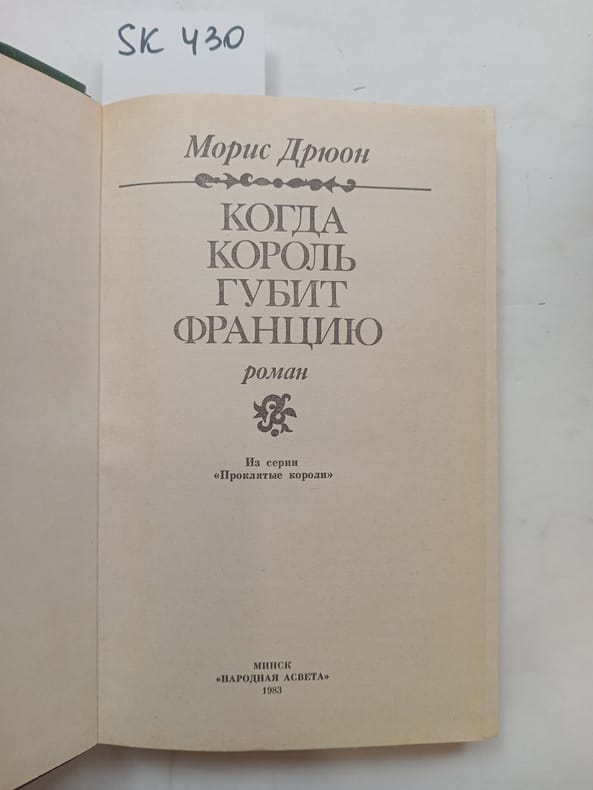 SK 430
Морис Дрюон
КОГДА
КОРОЛЬ
ГУБИТ
ФРАНЦИЮ
роман
Из серии
«Проклятые короли»
МИНСК
«НАРОДНАЯ АСВЕТА»
1983